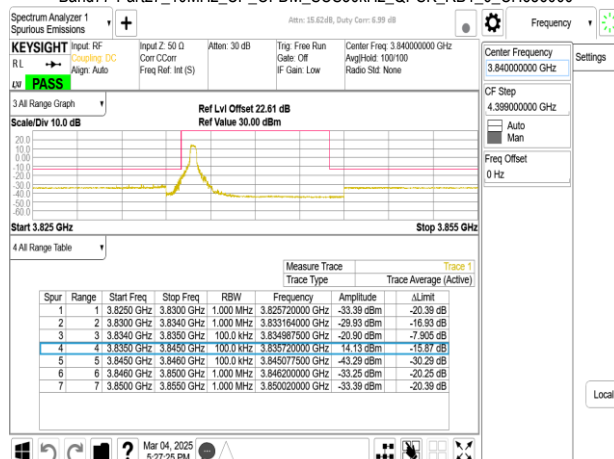 Spectrum Analyzer 1
Spurious Emissions
Attn: 15.62dB, Duty Corr: 6.99 dB
Frequency
Settings
KEYSIGHT
Input: RF
Coupling: DC
Align: Auto
Input Z: 50 Ω
Corr CCorr
Freq Ref: Int (S)
Atten: 30 dB
Trig: Free Run
Gate: Off
IF Gain: Low
Center Freq: 3.840000000 GHz
Avg|Hold: 100/100
Radio Std: None
RL
LXI PASS
Center Frequency
3.840000000 GHz
CF Step
4.399000000 GHz
Auto
Man
Freq Offset
0 Hz
3 All Range Graph
Scale/Div 10.0 dB
Ref Lvl Offset 22.61 dB
Ref Value 30.00 dBm
20.0
10.0
0.00
-10.0
-20.0
-30.0
-40.0
-50.0
-60.0
Start 3.825 GHz
Stop 3.855 GHz
4 All Range Table
Measure Trace Trace 1
Trace Type Trace Average (Active)
Spur Range Start Freq Stop Freq RBW Frequency Amplitude ΔLimit
1 1 3.8250 GHz 3.8300 GHz 1.000 MHz 3.825720000 GHz -33.39 dBm -20.39 dB
2 2 3.8300 GHz 3.8340 GHz 1.000 MHz 3.833164000 GHz -29.93 dBm -16.93 dB
3 3 3.8340 GHz 3.8350 GHz 100.0 kHz 3.834987500 GHz -20.90 dBm -7.905 dB
4 4 3.8350 GHz 3.8450 GHz 100.0 kHz 3.835720000 GHz 14.13 dBm -15.87 dB
5 5 3.8450 GHz 3.8460 GHz 100.0 kHz 3.845077500 GHz -43.29 dBm -30.29 dB
6 6 3.8460 GHz 3.8500 GHz 1.000 MHz 3.846200000 GHz -33.25 dBm -20.25 dB
7 7 3.8500 GHz 3.8550 GHz 1.000 MHz 3.850020000 GHz -33.39 dBm -20.39 dB
Local
Mar 04, 2025
5:27:25 PM